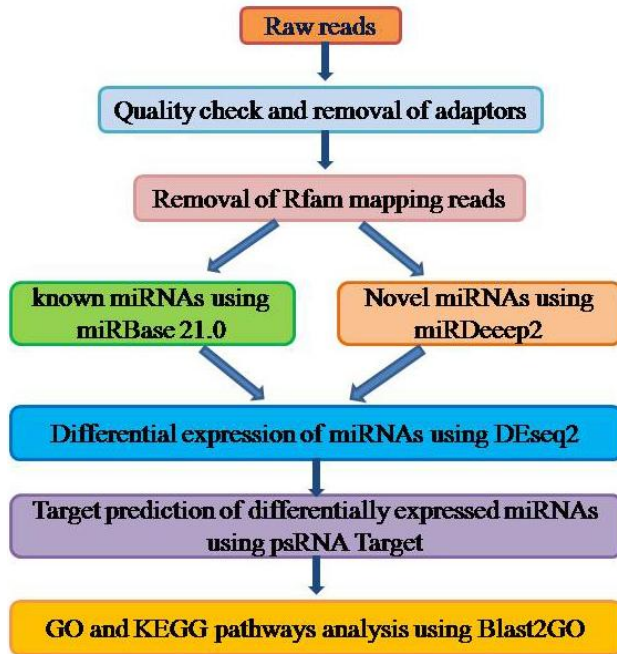 Raw reads
Quality check and removal of adaptors
Removal of Rfam mapping reads
known miRNAs using
miRBase 21.0
Novel miRNAs using
miRDeeep2
Differential expression of miRNAs using DEseq2
Target prediction of differentially expressed miRNAs
using psRNA Target
GO and KEGG pathways analysis using Blast2GO